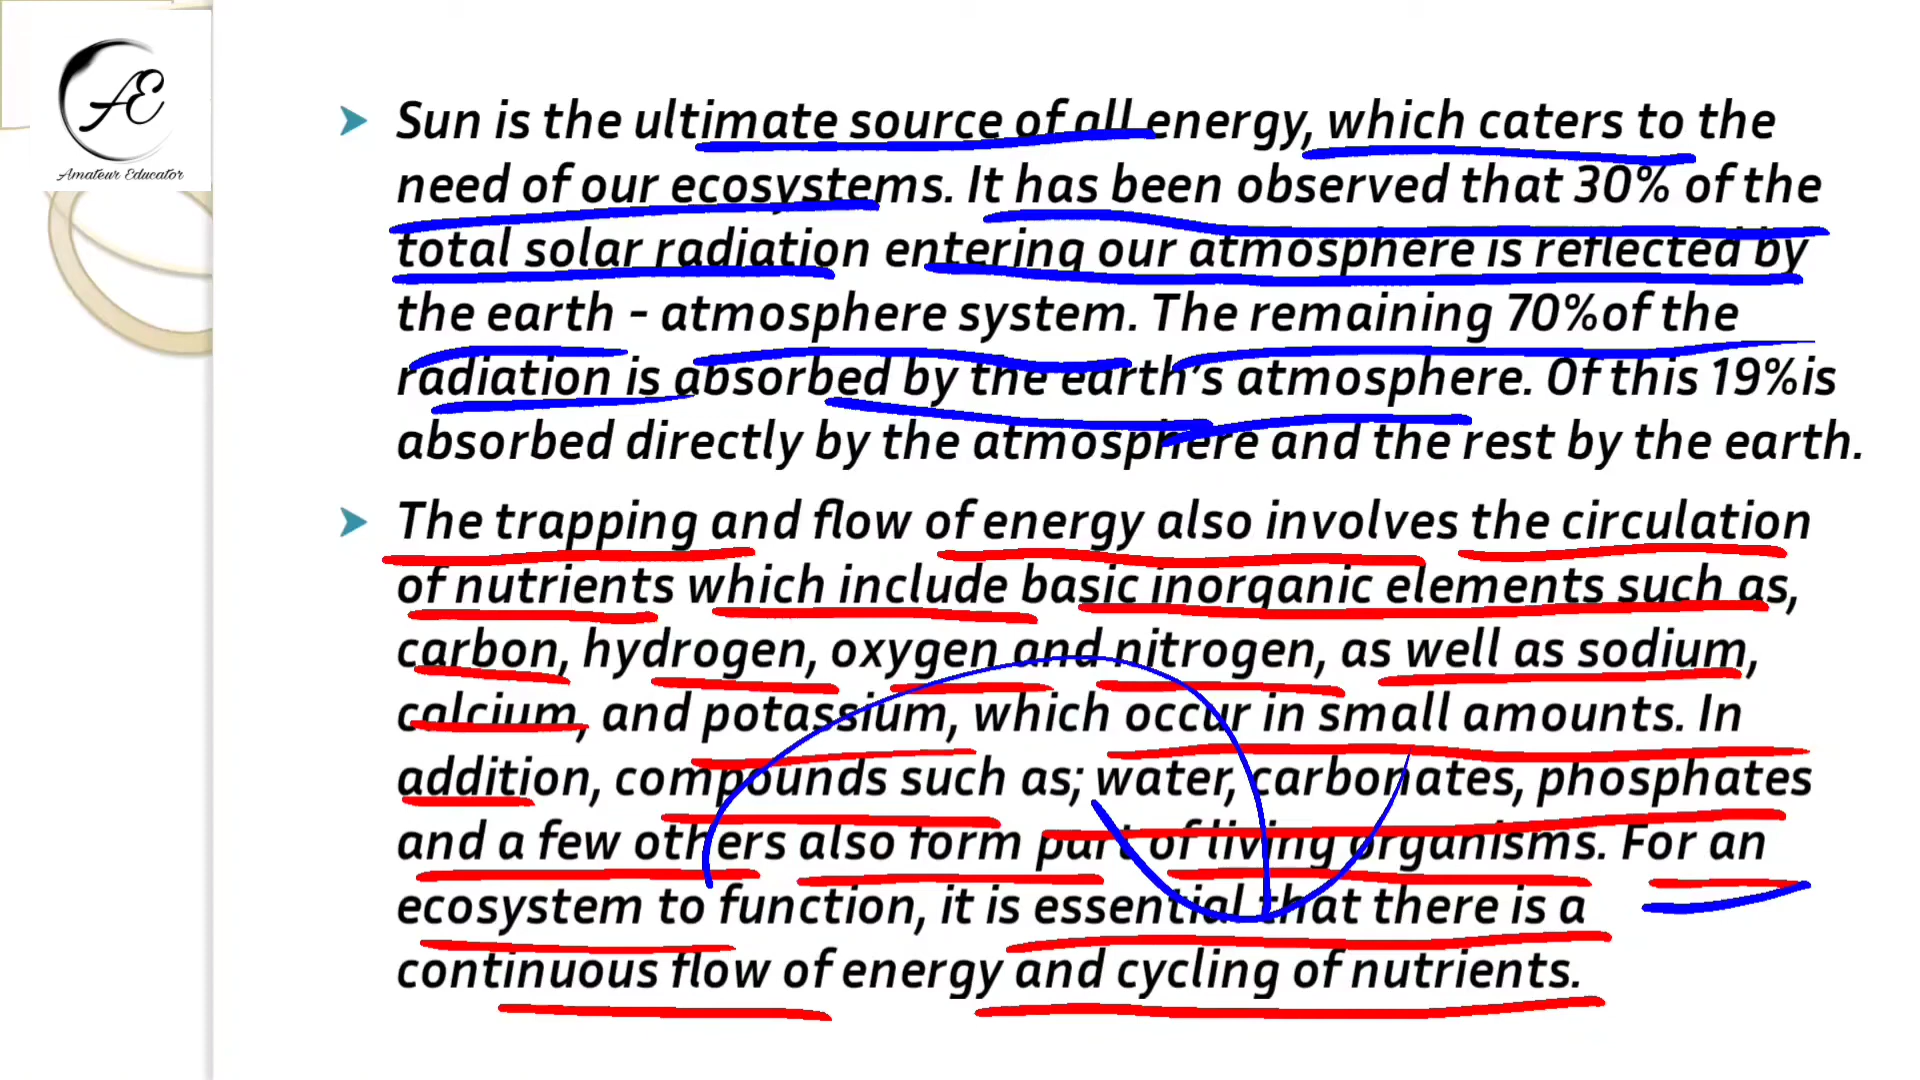 AE
Amateur Educator
Sun is the ultimate source of all energy, which caters to the
need of our ecosystems. It has been observed that 30% of the
total solar radiation entering our atmosphere is reflected by
the earth - atmosphere system. The remaining 70%of the
radiation is absorbed by the earth's atmosphere. Of this 19%is
absorbed directly by the atmosphere and the rest by the earth.
The trapping and flow of energy also involves the circulation
of nutrients which include basic inorganic elements such as,
carbon, hydrogen, oxygen and nitrogen, as well as sodium,
calcium, and potassium, which occur in small amounts. In
addition, compounds such as; water, carbonates, phosphates
and a few others also form part of living organisms. For an
ecosystem to function, it is essential that there is a
continuous flow of energy and cycling of nutrients.